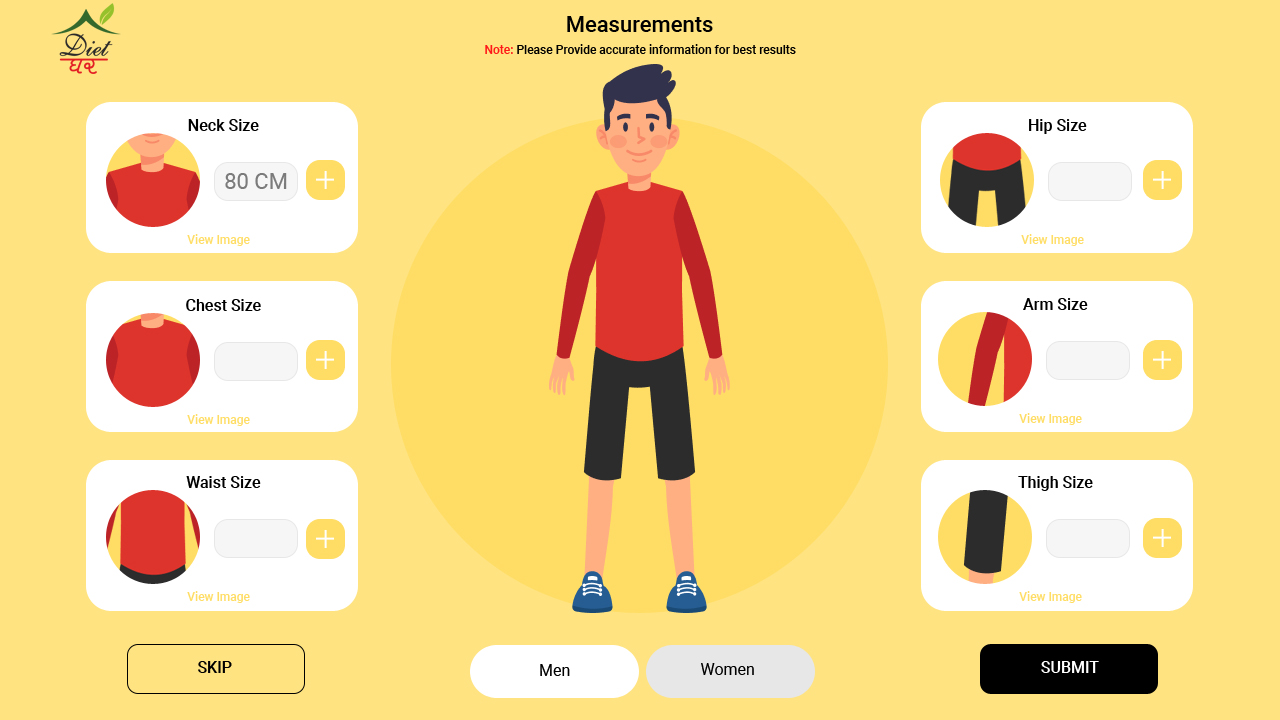 Diet
ઘર
Measurements
Note: Please Provide accurate information for best results
Neck Size
80 CM
View Image
Chest Size
View Image
Waist Size
View Image
Hip Size
View Image
Arm Size
View Image
Thigh Size
View Image
SKIP
Men
Women
SUBMIT